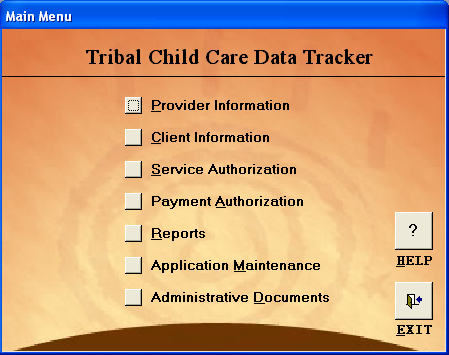 Main Menu
Tribal Child Care Data Tracker
Provider Information
Client Information
Service Authorization
Payment Authorization
Reports
Application Maintenance
Administrative Documents
?
HELP
EXIT